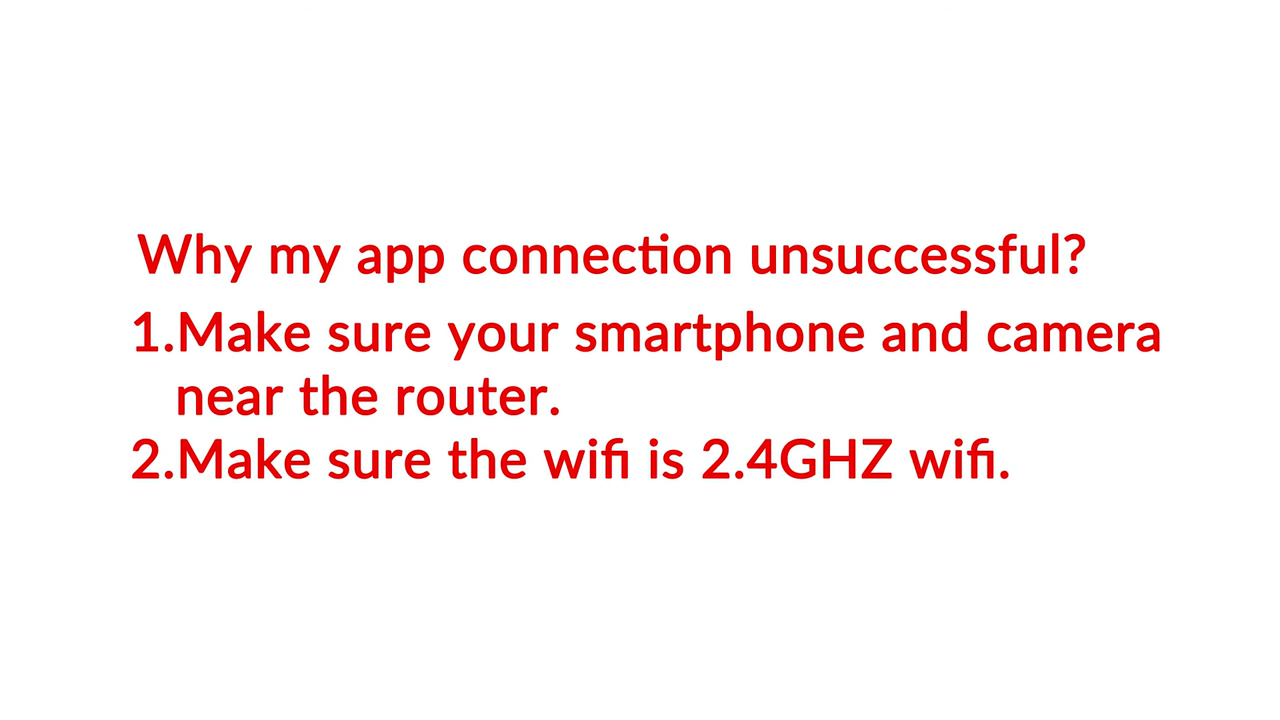 Why my app connection unsuccessful?
1.Make sure your smartphone and camera
near the router.
2.Make sure the wifi is 2.4GHZ wifi.